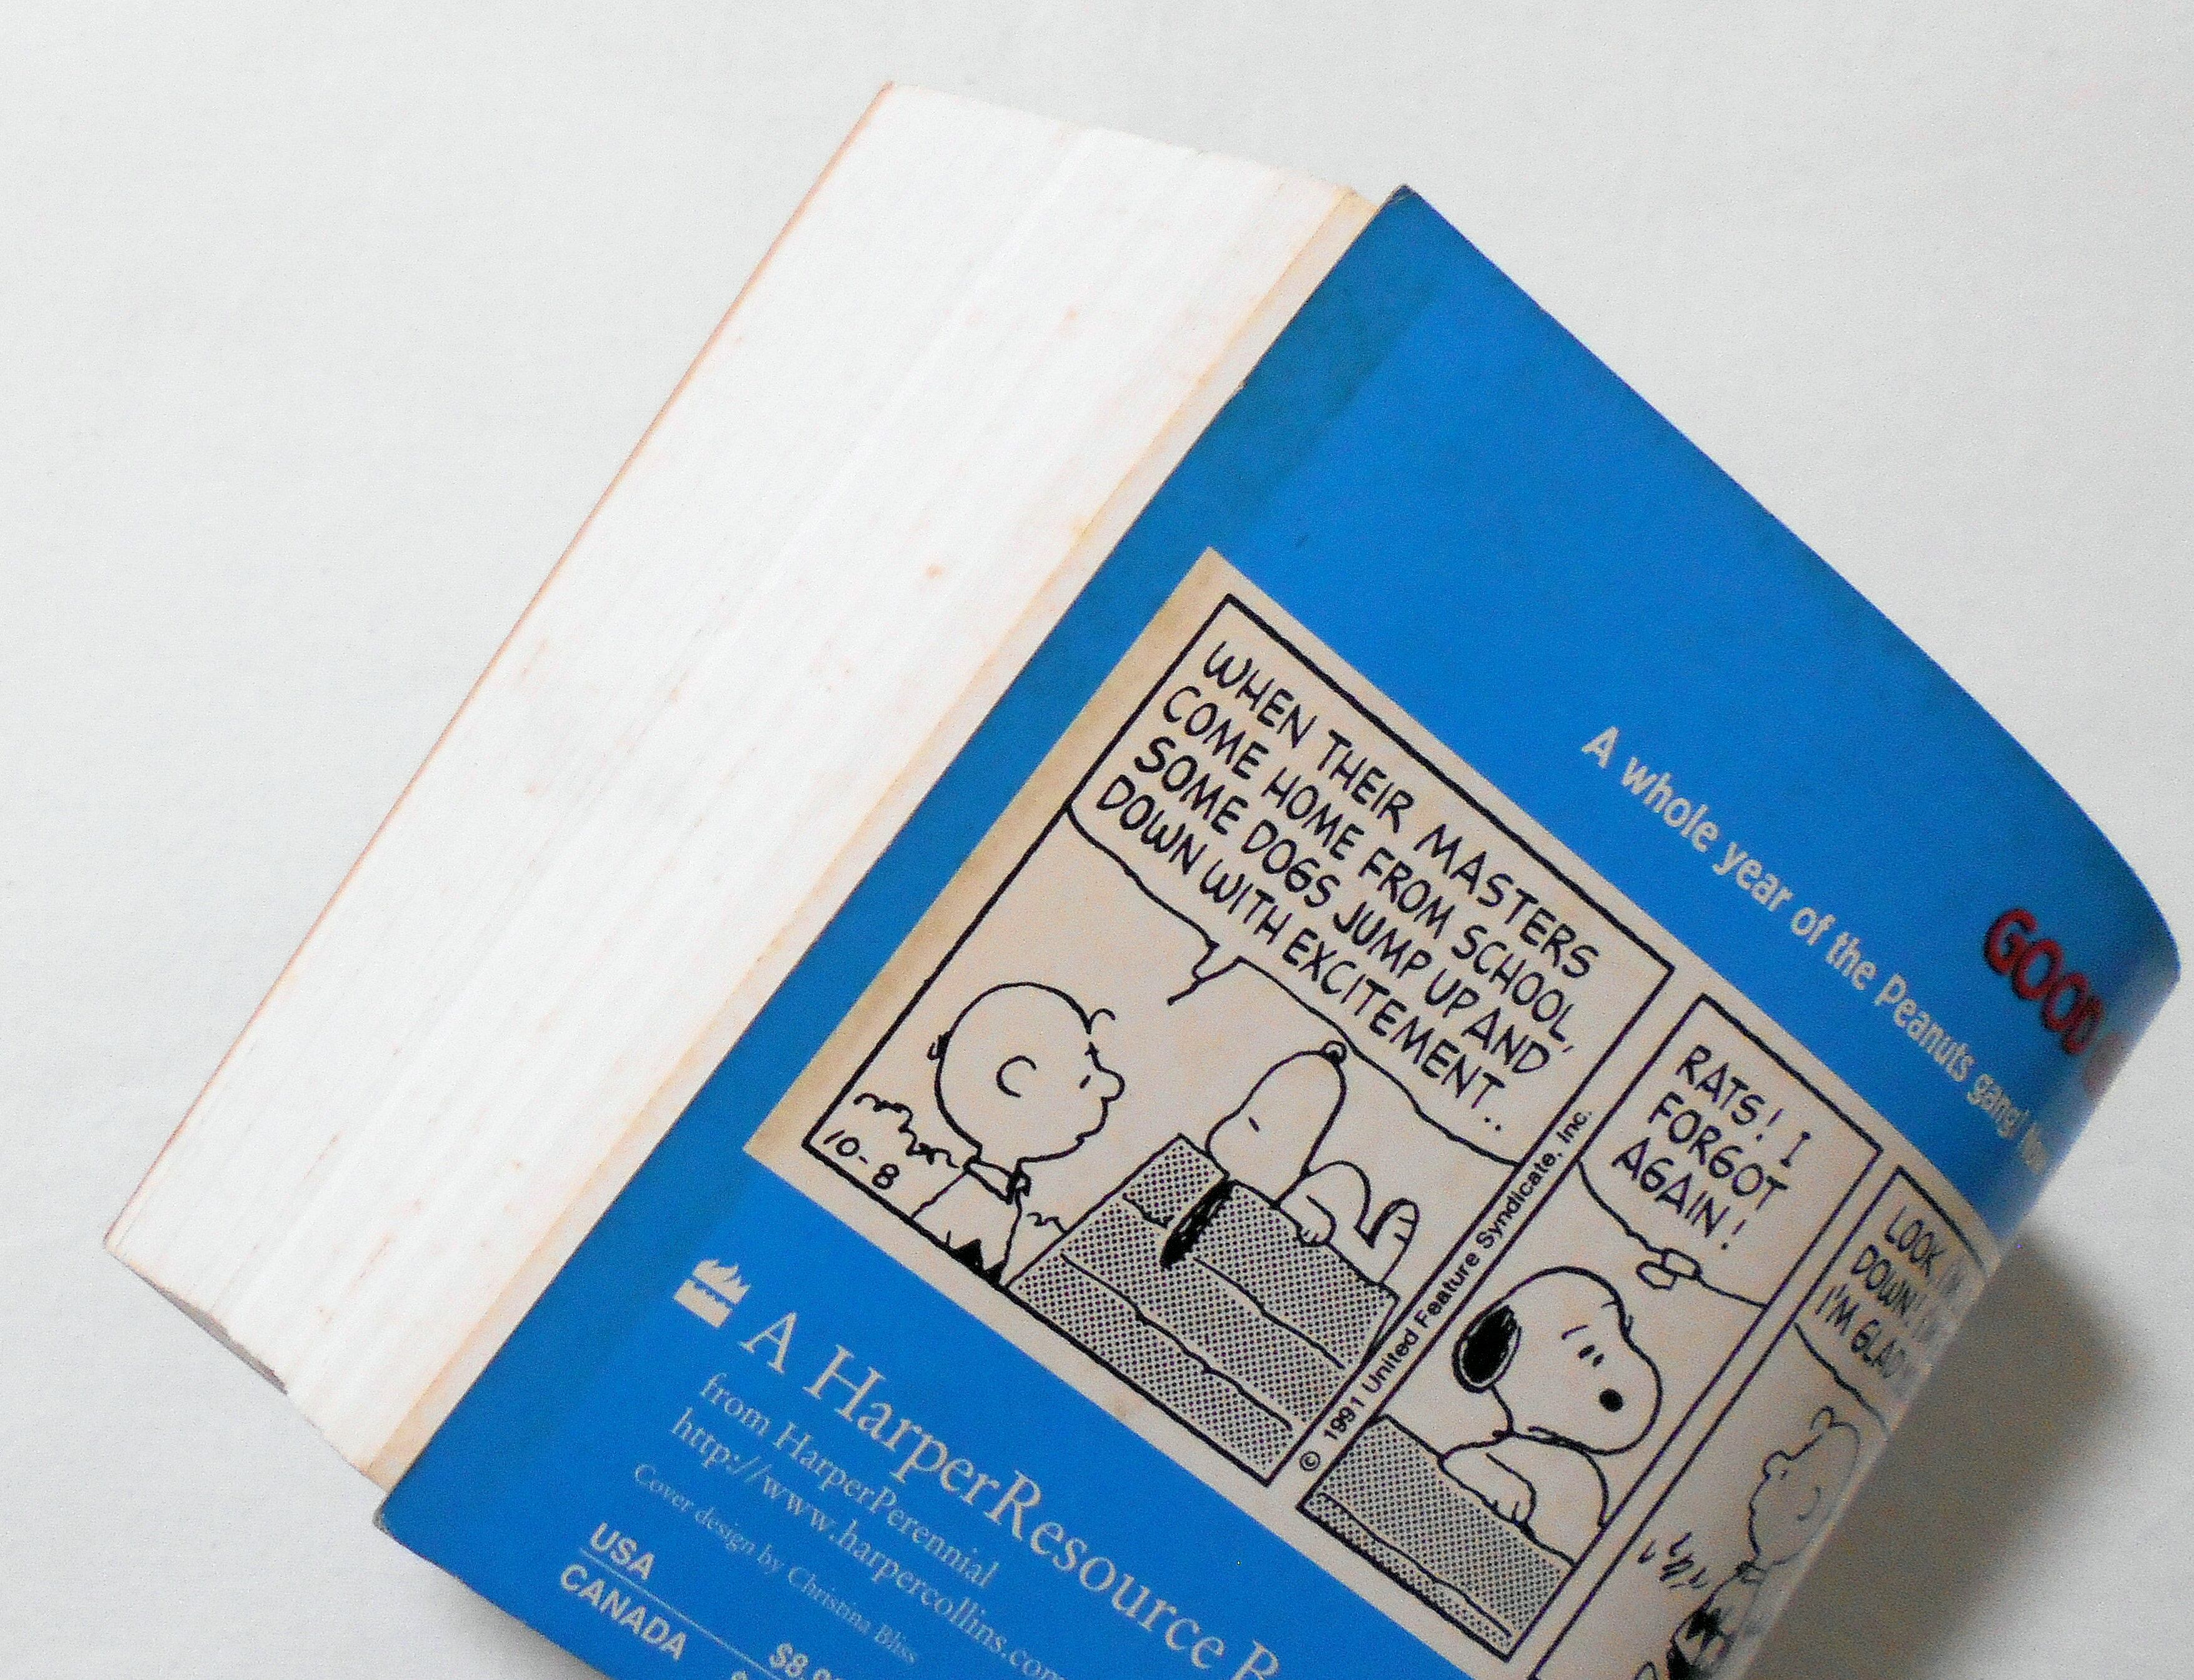 GOOD
A whole year of the Peanuts gang!
WHEN THEIR MASTERS
COME HOME FROM SCHOOL,
SOME DOGS JUMP UP AND
DOWN WITH EXCITEMENT..
10-8
© 1991 United Feature Syndicate, Inc.
RATS! I
FORGOT
AGAIN!
LOOK
DOWN
I'M GLAD
A HarperResource
from HarperPerennial
http://www.harpercollins.com
Cover design by Christina Bliss
USA
CANADA